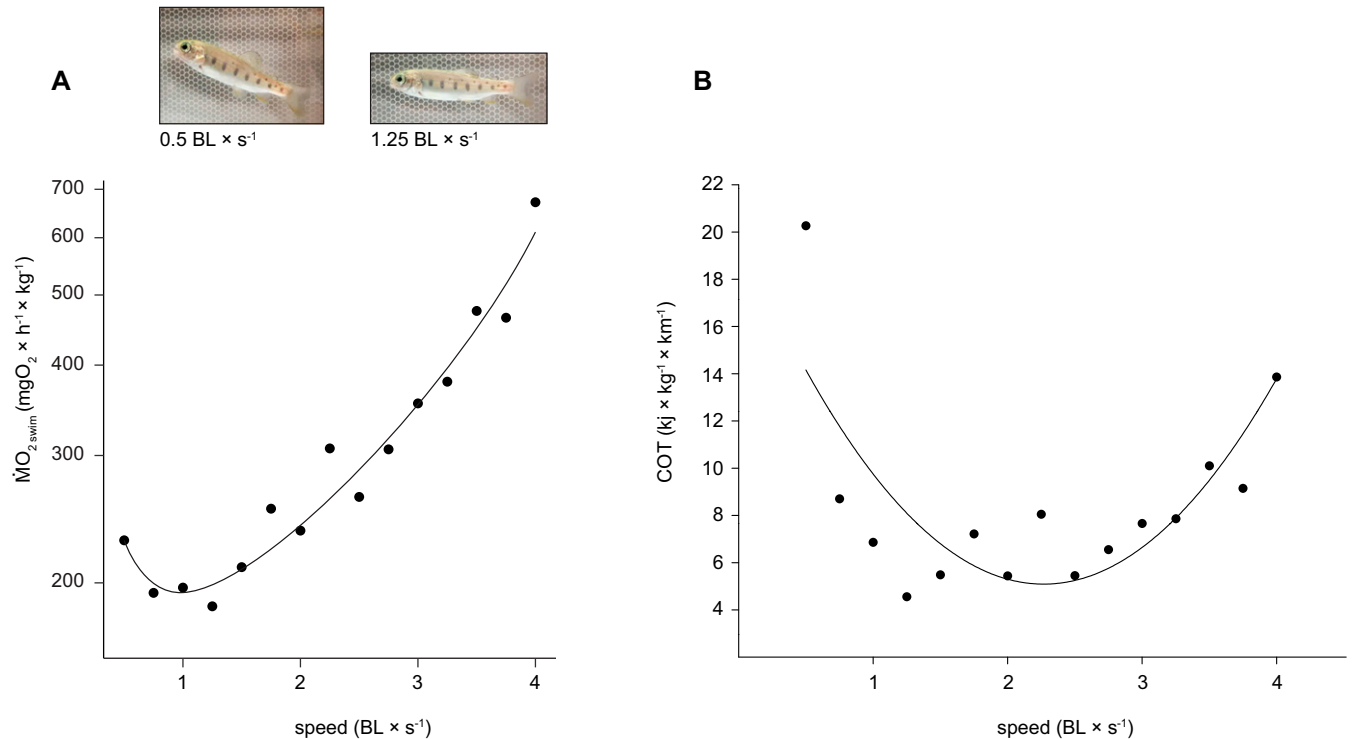 A
0.5 BL × s⁻¹
1.25 BL × s⁻¹
700
600
500
400
300
200
ṀO₂ swim (mgO₂ × h⁻¹ × kg⁻¹)
1 2 3 4
speed (BL × s⁻¹)
B
22
20
18
16
14
12
10
8
6
4
COT (kj × kg⁻¹ × km⁻¹)
1 2 3 4
speed (BL × s⁻¹)